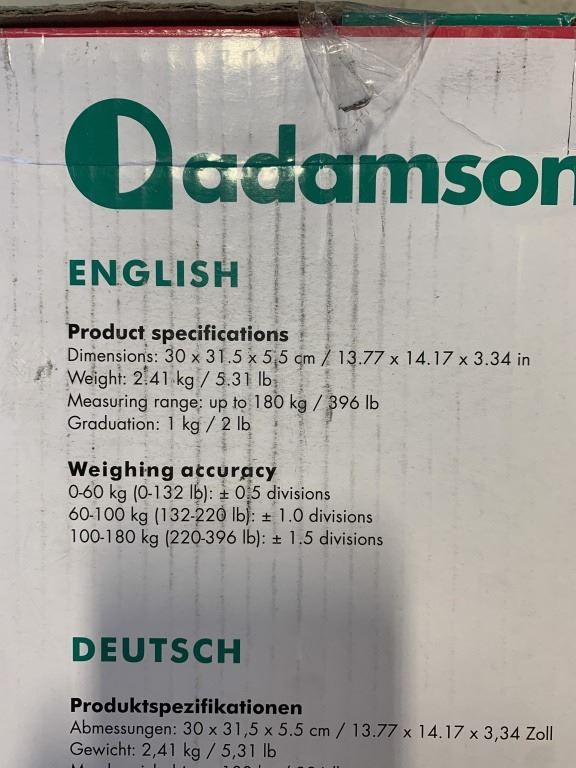 adamson
ENGLISH
Product specifications
Dimensions: 30 x 31.5 x 5,5 cm / 13.77 x 14.17 x 3.34 in
Weight: 2.41 kg / 5.31 lb
Measuring range: up to 180 kg / 396 lb
Graduation: 1 kg / 2 lb
Weighing accuracy
0-60 kg (0-132 lb): ± 0.5 divisions
60-100 kg (132-220 lb): ± 1.0 divisions
100-180 kg (220-396 lb): ± 1.5 divisions
DEUTSCH
Produktspezifikationen
Abmessungen: 30 x 31,5 x 5.5 cm / 13.77 x 14.17 x 3,34 Zoll
Gewicht: 2,41 kg / 5,31 lb